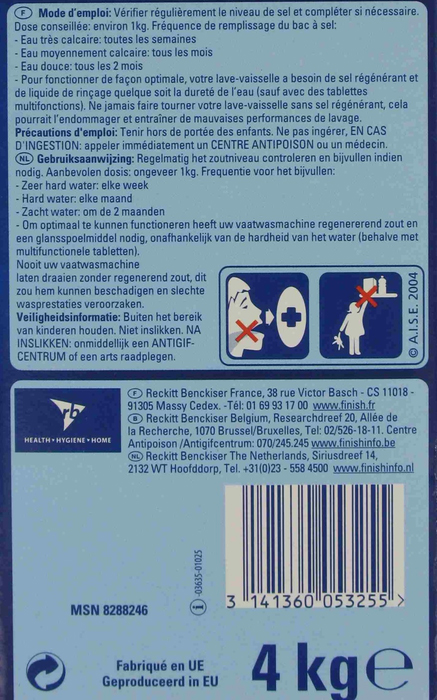 F Mode d'emploi: Vérifier régulièrement le niveau de sel et compléter si nécessaire.
Dose conseillée: environ 1kg. Fréquence de remplissage du bac à sel:
- Eau très calcaire: toutes les semaines
- Eau moyennement calcaire: tous les mois
- Eau douce: tous les 2 mois
- Pour fonctionner de façon optimale, votre lave-vaisselle a besoin de sel régénérant et
de liquide de rinçage quelque soit la dureté de l'eau (sauf avec des tablettes
multifonctions). Ne jamais faire tourner votre lave-vaisselle sans sel régénérant, cela
pourrait l'endommager et entraîner de mauvaises performances de lavage.
Précautions d'emploi: Tenir hors de portée des enfants. Ne pas ingérer, EN CAS
D'INGESTION: appeler immédiatement un CENTRE ANTIPOISON ou un médecin.
NL Gebruiksaanwijzing: Regelmatig het zoutniveau controleren en bijvullen indien
nodig. Aanbevolen dosis: ongeveer 1kg. Frequentie voor het bijvullen:
- Zeer hard water: elke week
- Hard water: elke maand
- Zacht water: om de 2 maanden
- Om optimaal te kunnen functioneren heeft uw vaatwasmachine regenererend zout en
een glansspoelmiddel nodig, onafhankelijk van de hardheid van het water (behalve met
multifunctionele tabletten).
Nooit uw vaatwasmachine
laten draaien zonder regenerend zout, dit
zou hem kunnen beschadigen en slechte
wasprestaties veroorzaken.
Veiligheidsinformatie: Buiten het bereik
van kinderen houden. Niet inslikken. NA
INSLIKKEN: onmiddellijk een ANTIGIF-
CENTRUM of een arts raadplegen.
© A.I.S.E. 2004
rb
HEALTH • HYGIENE • HOME
F Reckitt Benckiser France, 38 rue Victor Basch - CS 11018 -
91305 Massy Cedex. -Tél: 01 69 93 17 00 www.finish.fr
B Reckitt Benckiser Belgium, Researchdreef 20, Allée de
la Recherche, 1070 Brussel/Bruxelles, Tel: 02/526-18-11. Centre
Antipoison /Antigifcentrum: 070/245.245 www.finishinfo.be
NL Reckitt Benckiser The Netherlands, Siriusdreef 14,
2132 WT Hoofddorp, Tel. +31(0)23 - 558 4500 www.finishinfo.nl
-03635-01025
3 141360 053255 >
MSN 8288246
Fabriqué en UE
Geproduceerd in EU
4 kg e